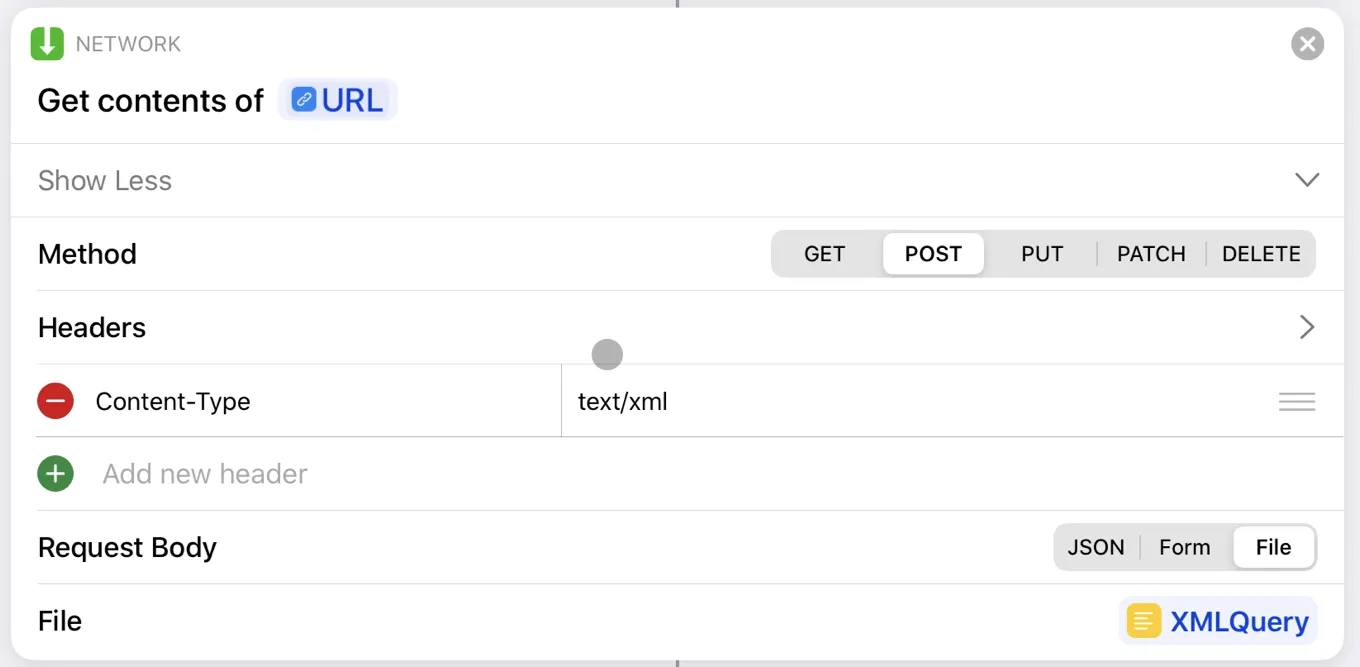 NETWORK
Get contents of URL
Show Less
Method GET POST PUT PATCH DELETE
Headers
Content-Type text/xml
Add new header
Request Body JSON Form File
File XMLQuery